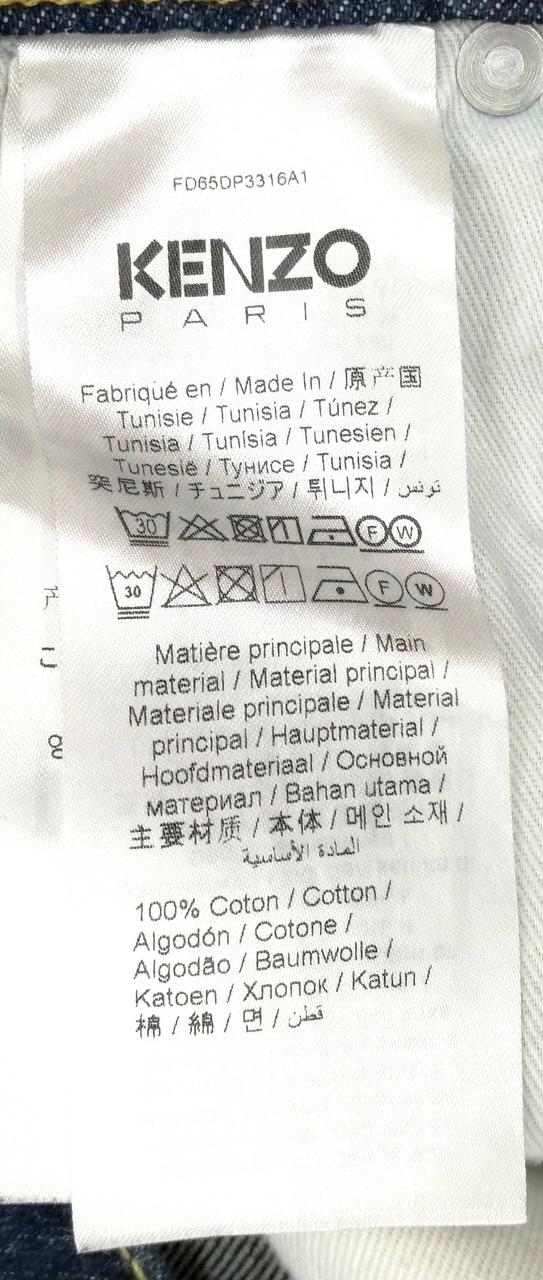 FD65DP3316A1
KENZO
PARIS
Fabriqué en / Made In / 原产国
Tunisie / Tunisia / Túnez /
Tunisia / Tunísia / Tunesien /
Tunesië / Тунисе / Tunisia /
突尼斯 / チュニジア / 튀니지 / تونس
30 F W
30 F W
Matière principale / Main
material / Material principal /
Materiale principale / Material
principal / Hauptmaterial /
Hoofdmateriaal / Основной
материал / Bahan utama /
主要材质 / 本体 / 메인 소재 /
المادة الأساسية
100% Coton / Cotton /
Algodón / Cotone /
Algodão / Baumwolle /
Katoen / Хлопок / Katun /
棉 / 綿 / 면 / قطن